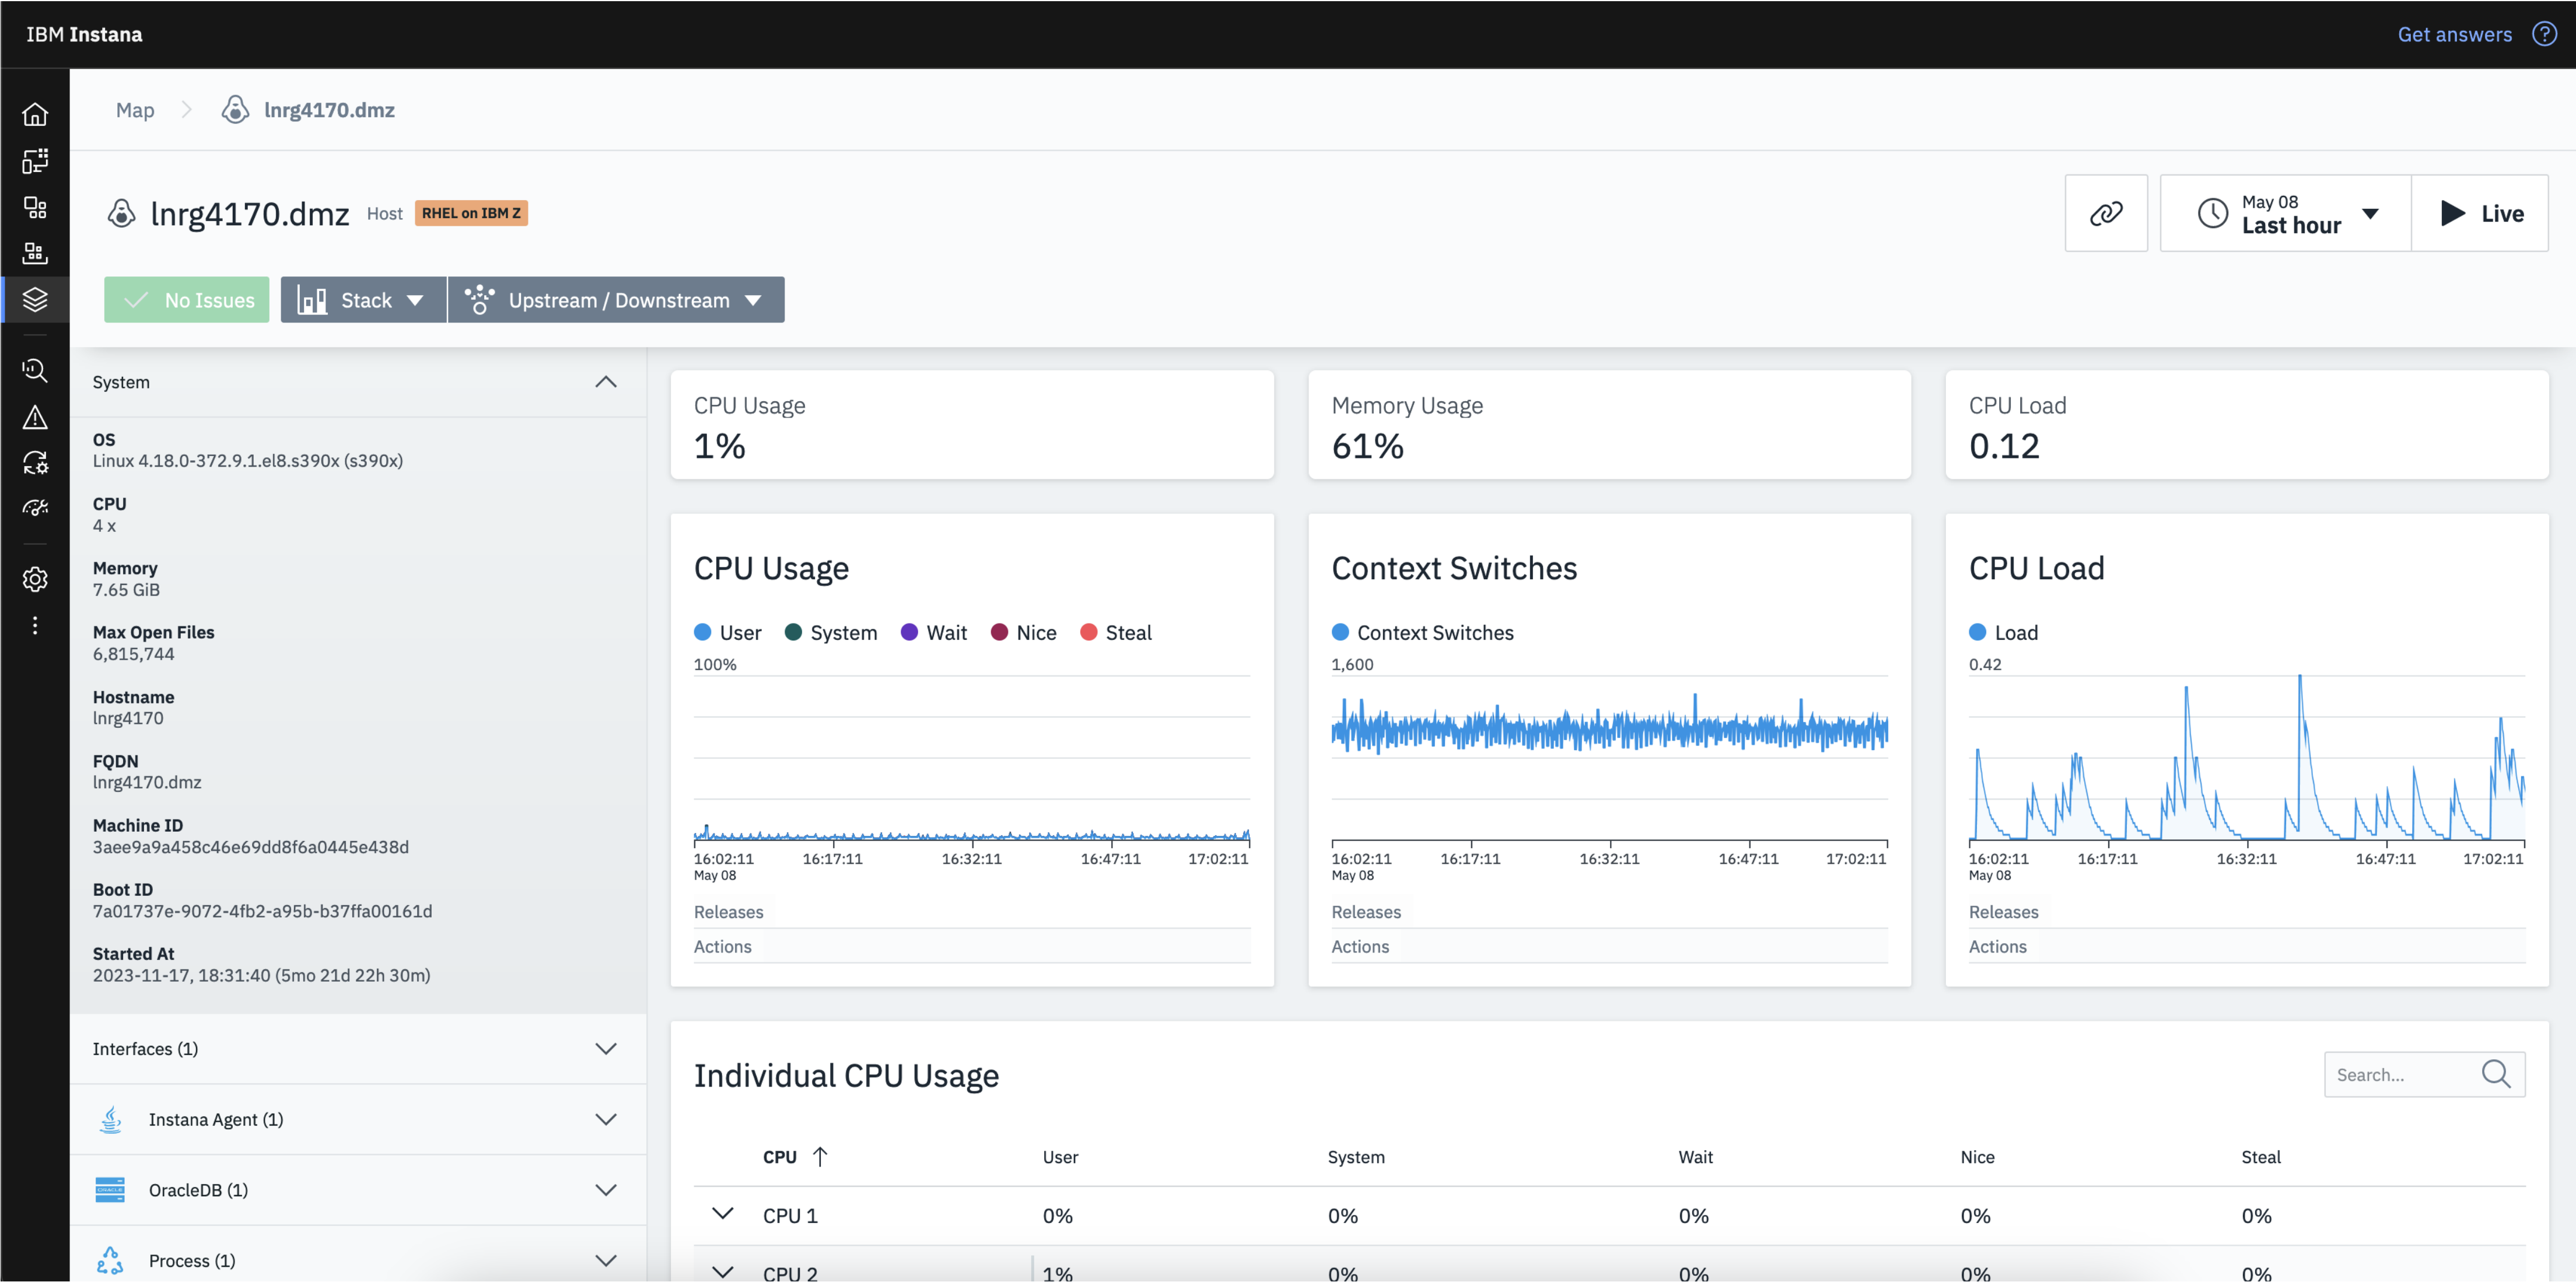 IBM Instana
Get answers
Map
lnrg4170.dmz
lnrg4170.dmz Host RHEL on IBM Z
May 08
Last hour
Live
No Issues
Stack
Upstream / Downstream
System
OS
Linux 4.18.0-372.9.1.el8.s390x (s390x)
CPU
4 x
Memory
7.65 GiB
Max Open Files
6,815,744
Hostname
lnrg4170
FQDN
lnrg4170.dmz
Machine ID
3aee9a9a458c46e69dd8f6a0445e438d
Boot ID
7a01737e-9072-4fb2-a95b-b37ffa00161d
Started At
2023-11-17, 18:31:40 (5mo 21d 22h 30m)
Interfaces (1)
Instana Agent (1)
ORACLE
OracleDB (1)
Process (1)
CPU Usage
1%
Memory Usage
61%
CPU Load
0.12
CPU Usage
User System Wait Nice Steal
100%
16:02:11 16:17:11 16:32:11 16:47:11 17:02:11
May 08
Releases
Actions
Context Switches
Context Switches
1,600
16:02:11 16:17:11 16:32:11 16:47:11 17:02:11
May 08
Releases
Actions
CPU Load
Load
0.42
16:02:11 16:17:11 16:32:11 16:47:11 17:02:11
May 08
Releases
Actions
Individual CPU Usage
Search...
CPU User System Wait Nice Steal
CPU 1 0% 0% 0% 0% 0%
CPU 2 1% 0% 0% 0% 0%